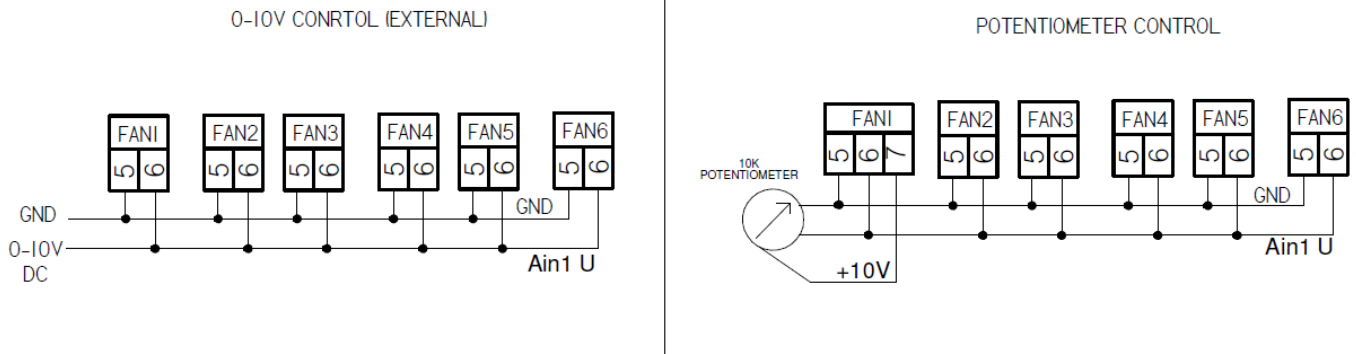 0-10V CONRTOL (EXTERNAL)
FAN1 FAN2 FAN3 FAN4 FAN5 FAN6
5 6 5 6 5 6 5 6 5 6 5 6
GND
GND
0-10V
DC
Ain1 U
POTENTIOMETER CONTROL
FAN1 FAN2 FAN3 FAN4 FAN5 FAN6
5 6 7 5 6 5 6 5 6 5 6 5 6
10K
POTENTIOMETER
GND
Ain1 U
+10V